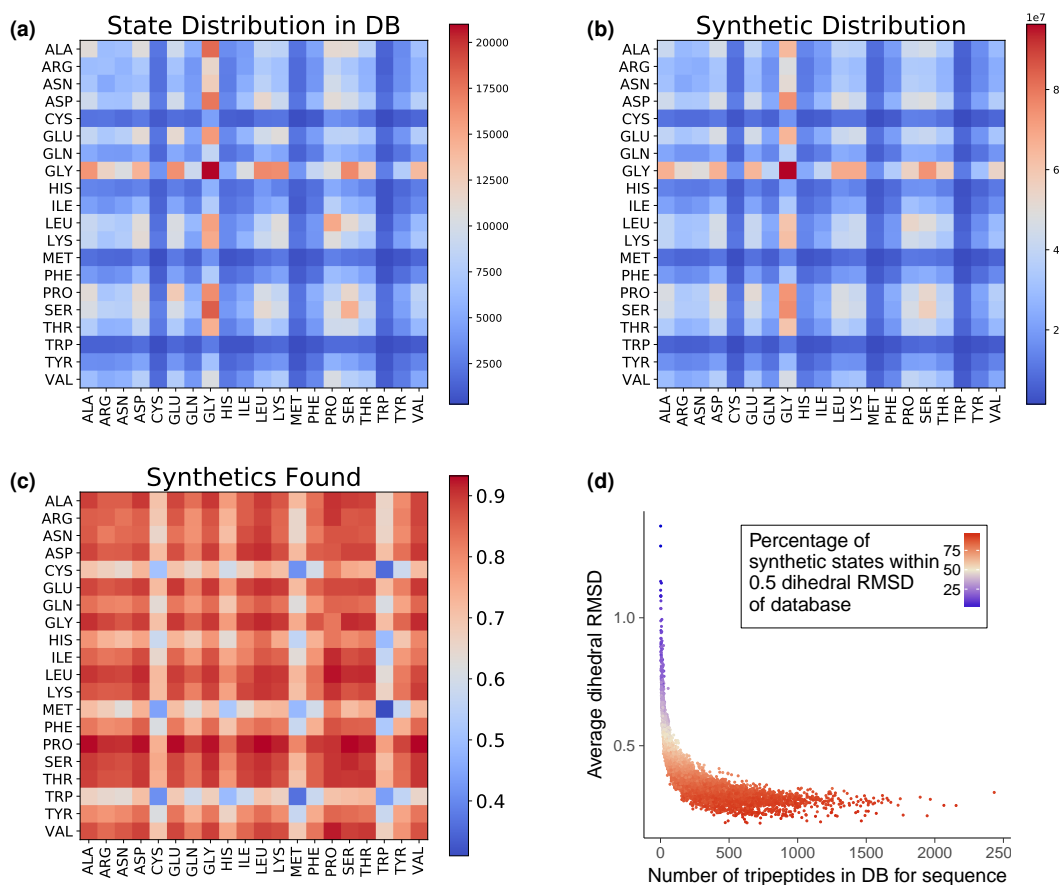 (a)
State Distribution in DB
ALA
ARG
ASN
ASP
CYS
GLU
GLN
GLY
HIS
ILE
LEU
LYS
MET
PHE
PRO
SER
THR
TRP
TYR
VAL
ALA ARG ASN ASP CYS GLU GLN GLY HIS ILE LEU LYS MET PHE PRO SER THR TRP TYR VAL
20000
17500
15000
12500
10000
7500
5000
2500
(b)
Synthetic Distribution
ALA
ARG
ASN
ASP
CYS
GLU
GLN
GLY
HIS
ILE
LEU
LYS
MET
PHE
PRO
SER
THR
TRP
TYR
VAL
ALA ARG ASN ASP CYS GLU GLN GLY HIS ILE LEU LYS MET PHE PRO SER THR TRP TYR VAL
1e7
8
6
4
2
(c)
Synthetics Found
ALA
ARG
ASN
ASP
CYS
GLU
GLN
GLY
HIS
ILE
LEU
LYS
MET
PHE
PRO
SER
THR
TRP
TYR
VAL
ALA ARG ASN ASP CYS GLU GLN GLY HIS ILE LEU LYS MET PHE PRO SER THR TRP TYR VAL
0.9
0.8
0.7
0.6
0.5
0.4
(d)
Percentage of
synthetic states within
0.5 dihedral RMSD
of database
75
50
25
Average dihedral RMSD
1.0
0.5
0 500 1000 1500 2000 250
Number of tripeptides in DB for sequence